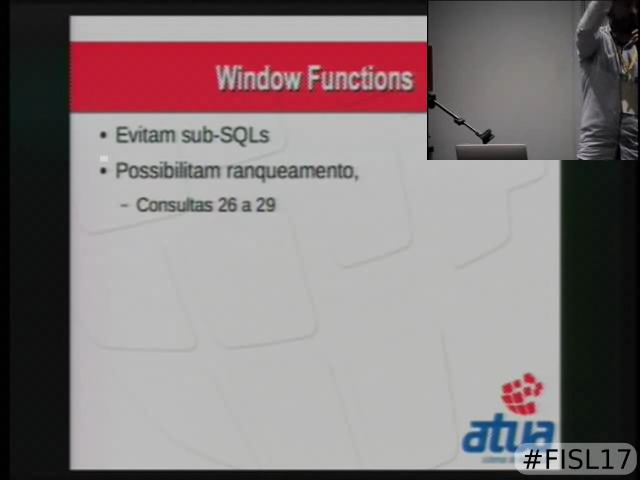 Window Functions
• Evitam sub-SQLs
• Possibilitam ranqueamento,
– Consultas 26 a 29
atua
#FISL17